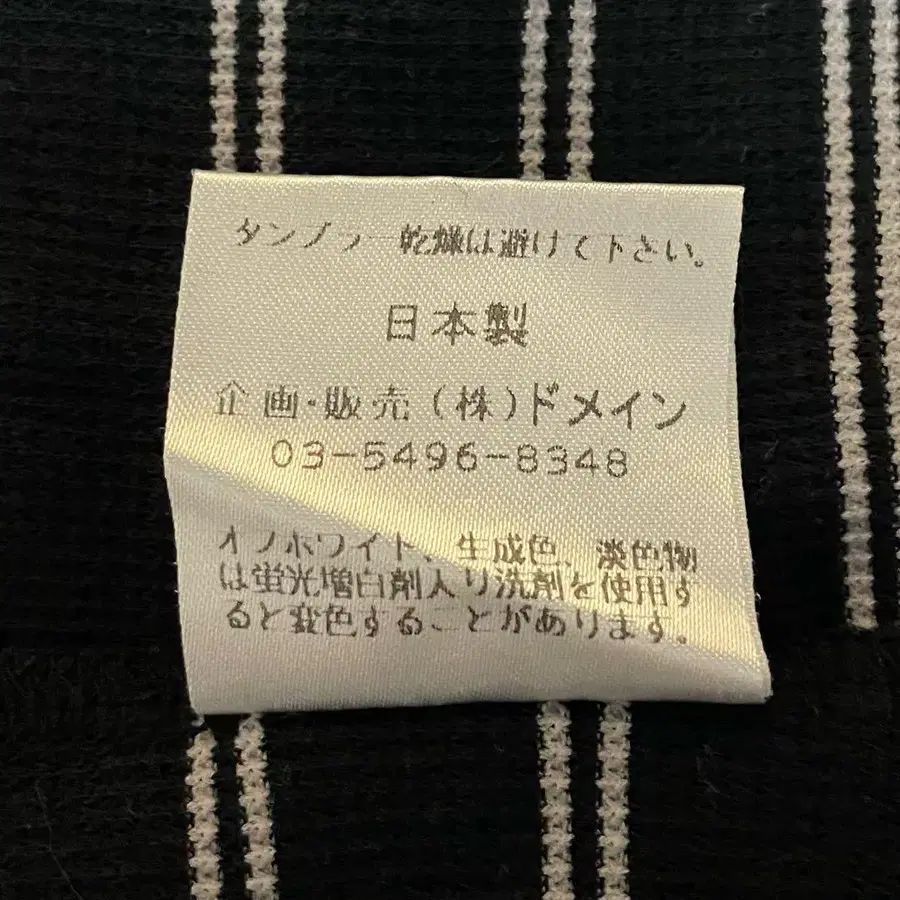 タンブラー乾燥は避けて下さい。
日本製
企画・販売(株)ドメイン
03-5496-8348
オフホワイト、生成色、淡色物
は蛍光増白剤入り洗剤を使用す
ると変色することがあります。